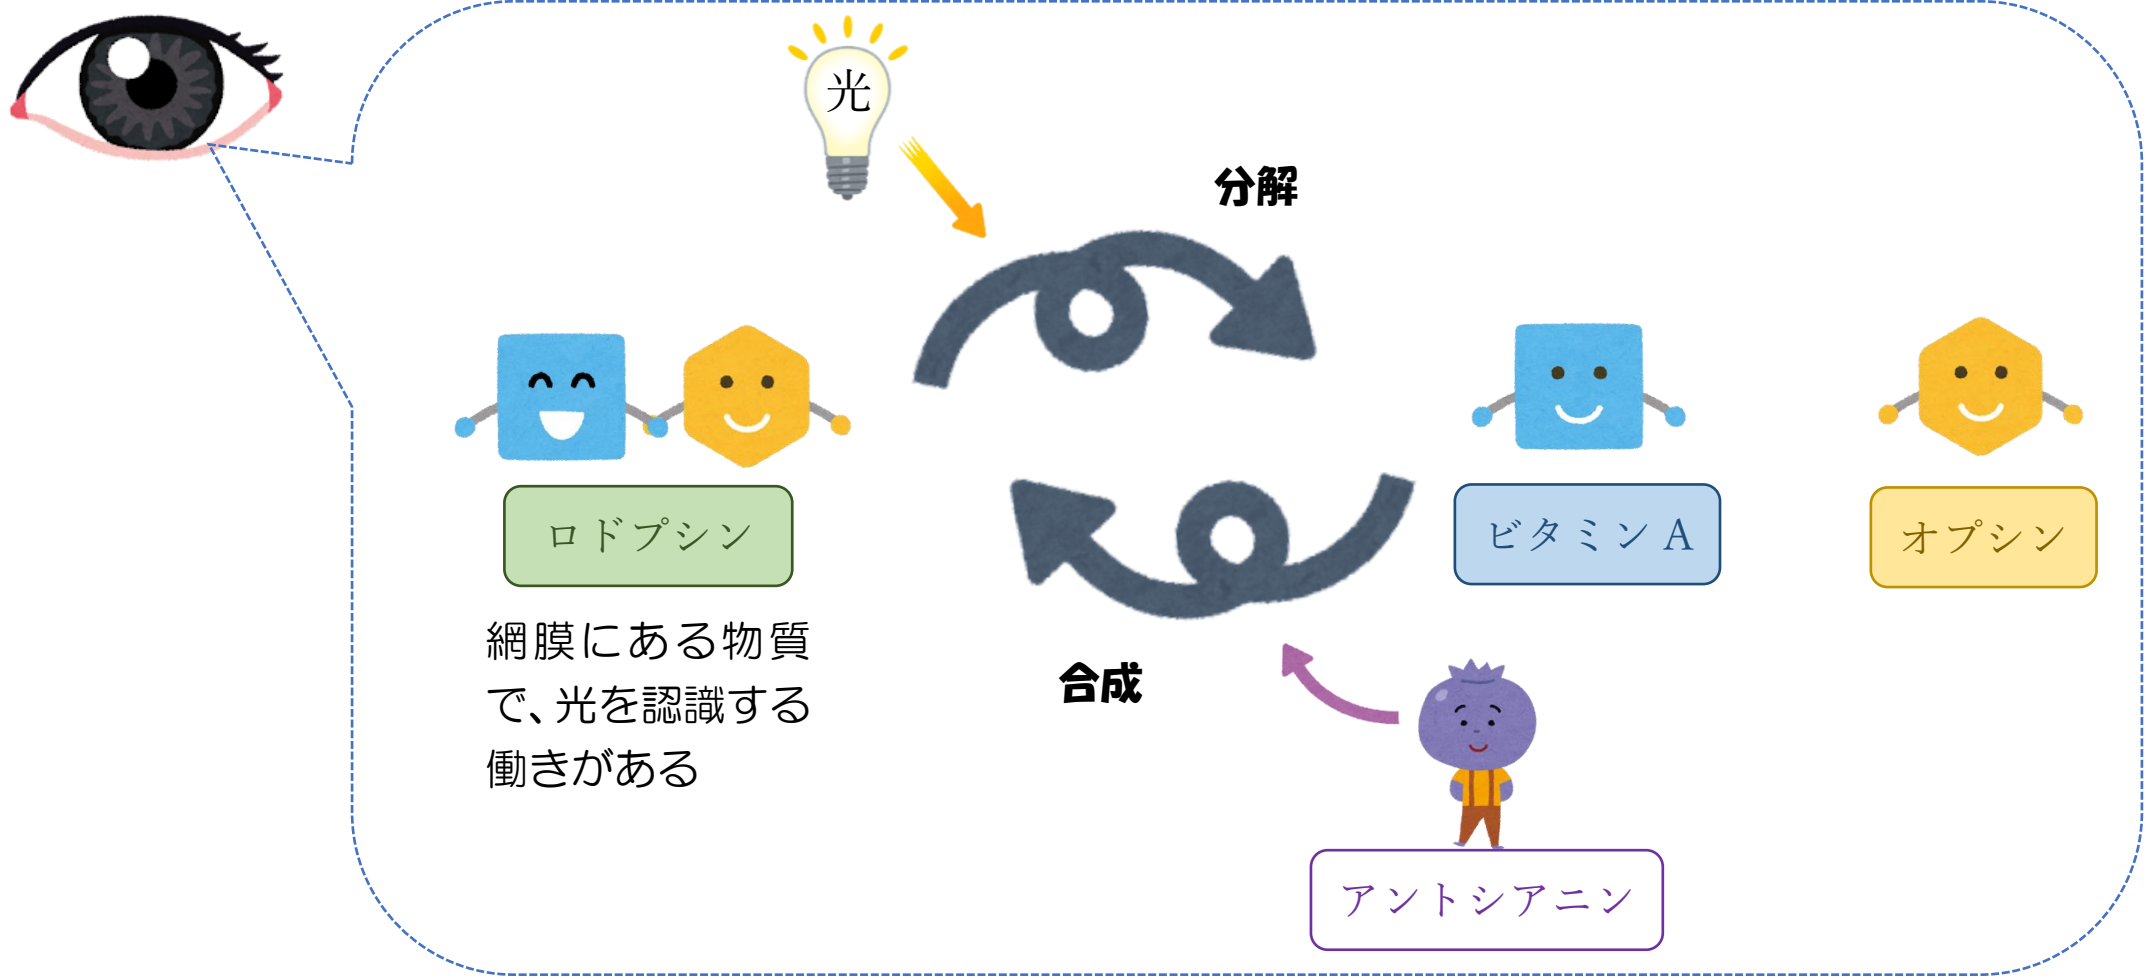 光
分解
ロドプシン
ビタミンA
オプシン
網膜にある物質
で、光を認識する
働きがある
合成
アントシアニン